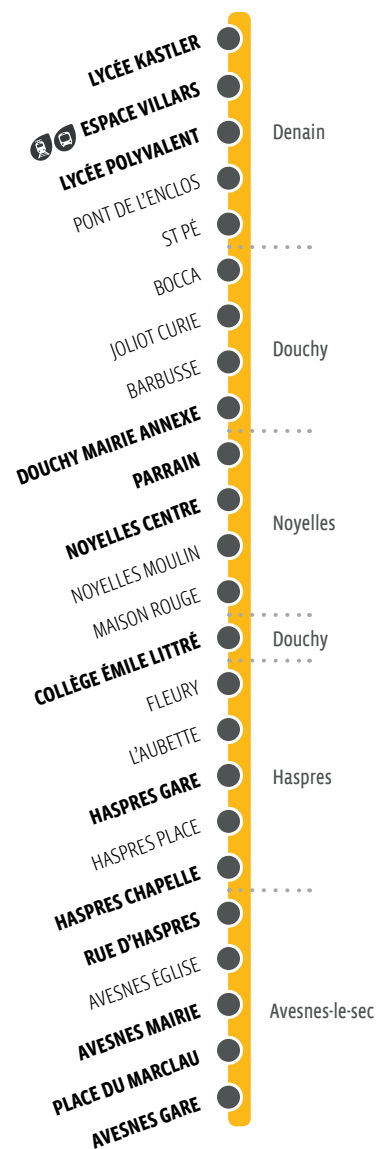 LYCÉE KASTLER
ESPACE VILLARS
LYCÉE POLYVALENT
Denain
PONT DE L'ENCLOS
ST PÉ
BOCCA
JOLIOT CURIE
Douchy
BARBUSSE
DOUCHY MAIRIE ANNEXE
PARRAIN
NOYELLES CENTRE
Noyelles
NOYELLES MOULIN
MAISON ROUGE
COLLÈGE ÉMILE LITTRÉ
Douchy
FLEURY
L'AUBETTE
HASPRES GARE
Haspres
HASPRES PLACE
HASPRES CHAPELLE
RUE D'HASPRES
AVESNES ÉGLISE
AVESNES MAIRIE
Avesnes-le-sec
PLACE DU MARCLAU
AVESNES GARE